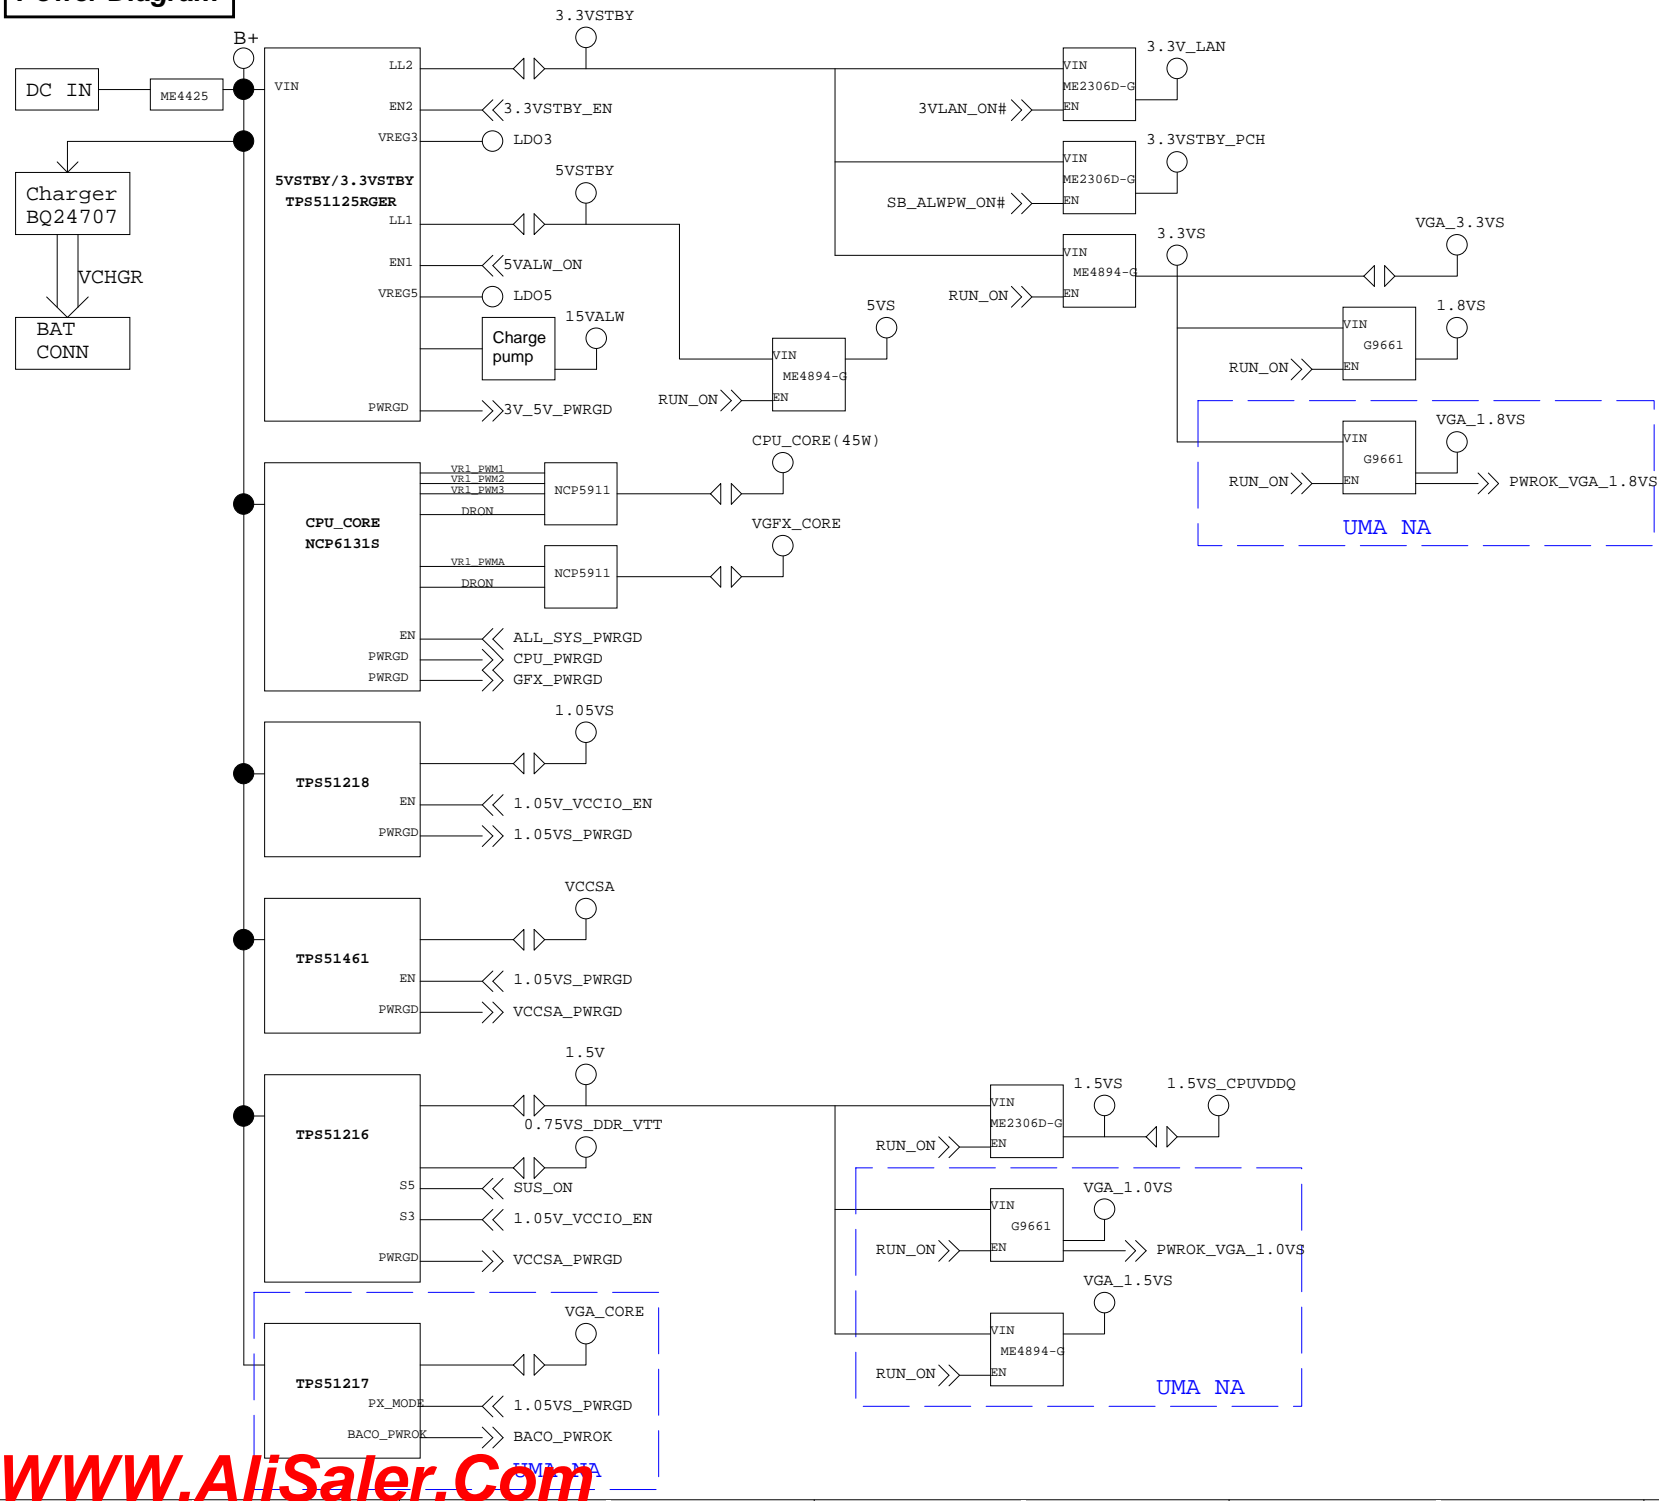 Power Diagram
B+
DC IN
ME4425
Charger
BQ24707
VCHGR
BAT
CONN
VIN
LL2
EN2
VREG3
5VSTBY/3.3VSTBY
TPS51125RGER
LL1
EN1
VREG5
PWRGD
3.3VSTBY
3.3VSTBY_EN
LDO3
5VSTBY
5VALW_ON
LDO5
15VALW
Charge
pump
3V_5V_PWRGD
5VS
VIN
ME4894-G
EN
RUN_ON
3.3V_LAN
VIN
ME2306D-G
EN
3VLAN_ON#
3.3VSTBY_PCH
VIN
ME2306D-G
EN
SB_ALWPW_ON#
3.3VS
VIN
ME4894-G
EN
RUN_ON
VGA_3.3VS
1.8VS
VIN
G9661
EN
RUN_ON
VGA_1.8VS
VIN
G9661
EN
RUN_ON
PWROK_VGA_1.8VS
UMA NA
CPU_CORE
NCP6131S
VR1_PWM1
VR1_PWM2
VR1_PWM3
DRON
NCP5911
CPU_CORE(45W)
VR1_PWMA
DRON
NCP5911
VGFX_CORE
EN
ALL_SYS_PWRGD
PWRGD
CPU_PWRGD
PWRGD
GFX_PWRGD
1.05VS
TPS51218
EN
1.05V_VCCIO_EN
PWRGD
1.05VS_PWRGD
VCCSA
TPS51461
EN
1.05VS_PWRGD
PWRGD
VCCSA_PWRGD
1.5V
TPS51216
0.75VS_DDR_VTT
S5
SUS_ON
S3
1.05V_VCCIO_EN
PWRGD
VCCSA_PWRGD
1.5VS
1.5VS_CPUVDDQ
VIN
ME2306D-G
EN
RUN_ON
VGA_1.0VS
VIN
G9661
EN
RUN_ON
PWROK_VGA_1.0VS
VGA_1.5VS
VIN
ME4894-G
EN
RUN_ON
UMA NA
VGA_CORE
TPS51217
PX_MODE
1.05VS_PWRGD
BACO_PWROK
BACO_PWROK
UMA NA
WWW.AliSaler.Com